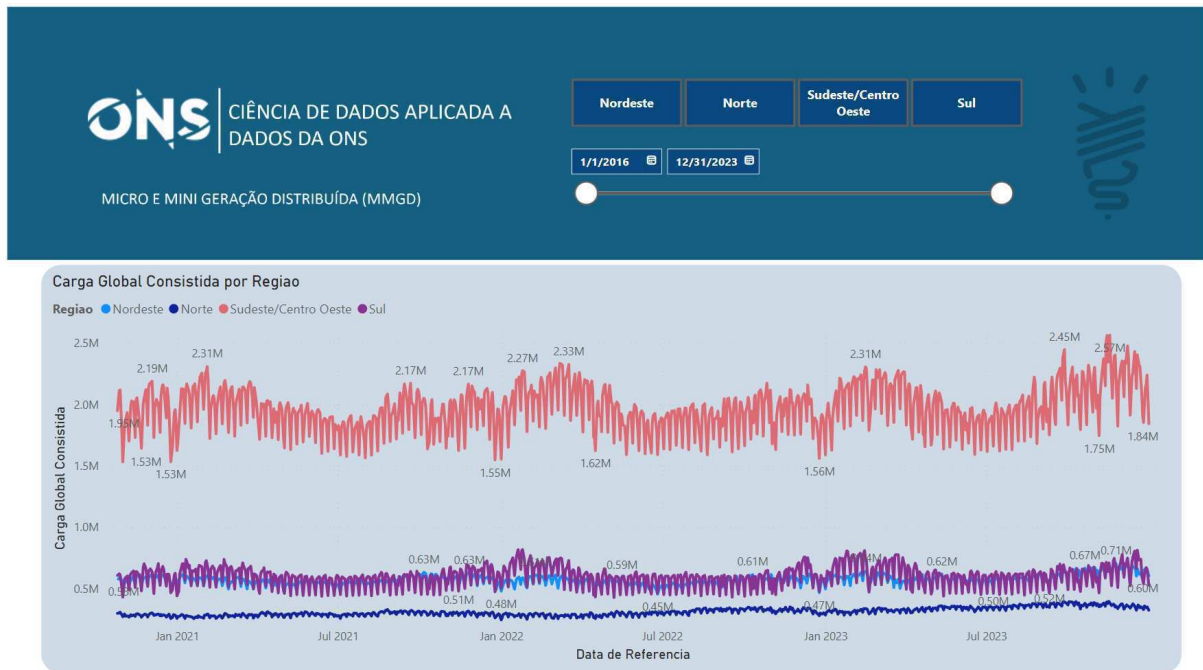 ONS
CIÊNCIA DE DADOS APLICADA A
DADOS DA ONS
MICRO E MINI GERAÇÃO DISTRIBUÍDA (MMGD)
Nordeste
Norte
Sudeste/Centro
Oeste
Sul
1/1/2016
12/31/2023
Carga Global Consistida por Regiao
Regiao Nordeste Norte Sudeste/Centro Oeste Sul
Carga Global Consistida
2.5M
2.0M
1.5M
1.0M
0.5M
2.19M
2.31M
2.17M
2.17M
2.27M
2.33M
2.31M
2.45M
2.57M
1.95M
1.53M
1.53M
1.55M
1.62M
1.56M
1.75M
1.84M
0.63M
0.63M
0.59M
0.61M
0.62M
0.67M
0.71M
0.51M
0.48M
0.45M
0.47M
0.50M
0.52M
0.60M
Jan 2021
Jul 2021
Jan 2022
Jul 2022
Jan 2023
Jul 2023
Data de Referencia